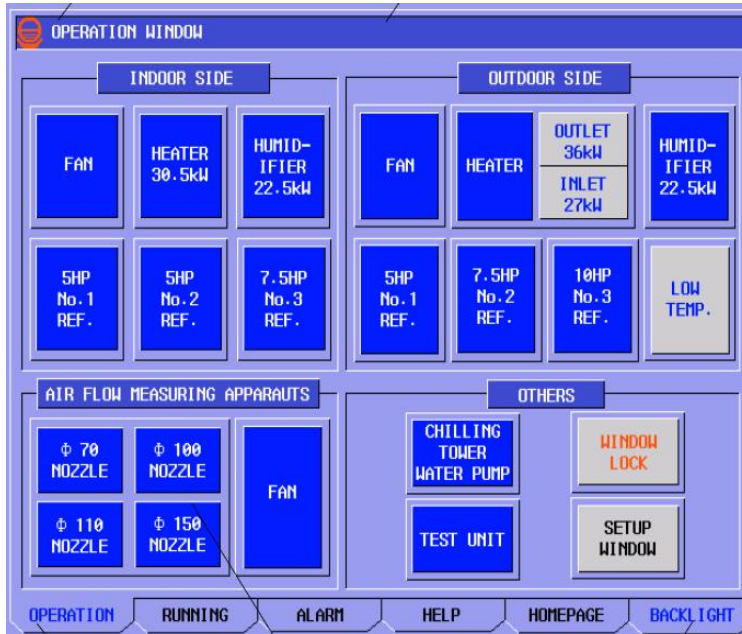 OPERATION WINDOW
INDOOR SIDE
FAN
HEATER
30.5kW
HUMID-
IFIER
22.5kW
5HP
No.1
REF.
5HP
No.2
REF.
7.5HP
No.3
REF.
OUTDOOR SIDE
FAN
HEATER
OUTLET
36kW
INLET
27kW
HUMID-
IFIER
22.5kW
5HP
No.1
REF.
7.5HP
No.2
REF.
10HP
No.3
REF.
LOW
TEMP.
AIR FLOW MEASURING APPARAUTS
Φ 70
NOZZLE
Φ 100
NOZZLE
Φ 110
NOZZLE
Φ 150
NOZZLE
FAN
OTHERS
CHILLING
TOWER
WATER PUMP
WINDOW
LOCK
TEST UNIT
SETUP
WINDOW
OPERATION
RUNNING
ALARM
HELP
HOMEPAGE
BACKLIGHT